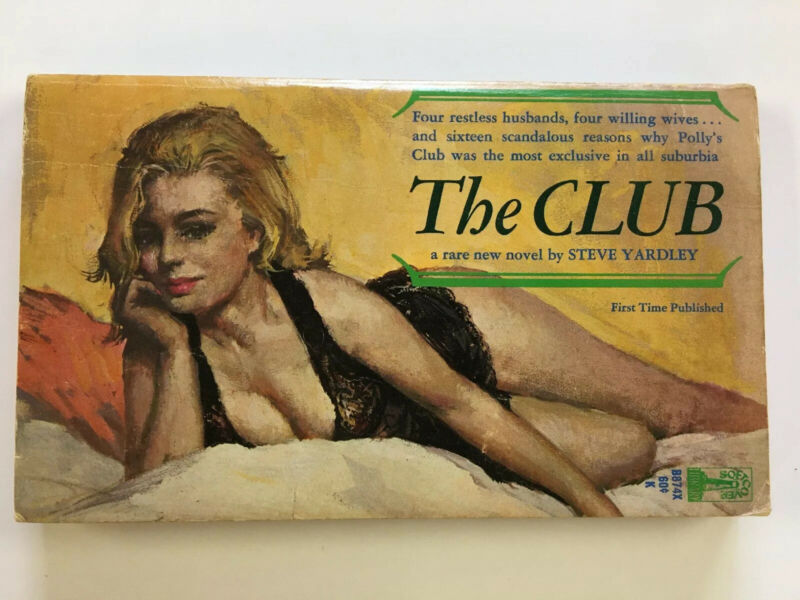 Four restless husbands, four willing wives . . .
and sixteen scandalous reasons why Polly's
Club was the most exclusive in all suburbia
The CLUB
a rare new novel by STEVE YARDLEY
First Time Published
B874X
60¢
K